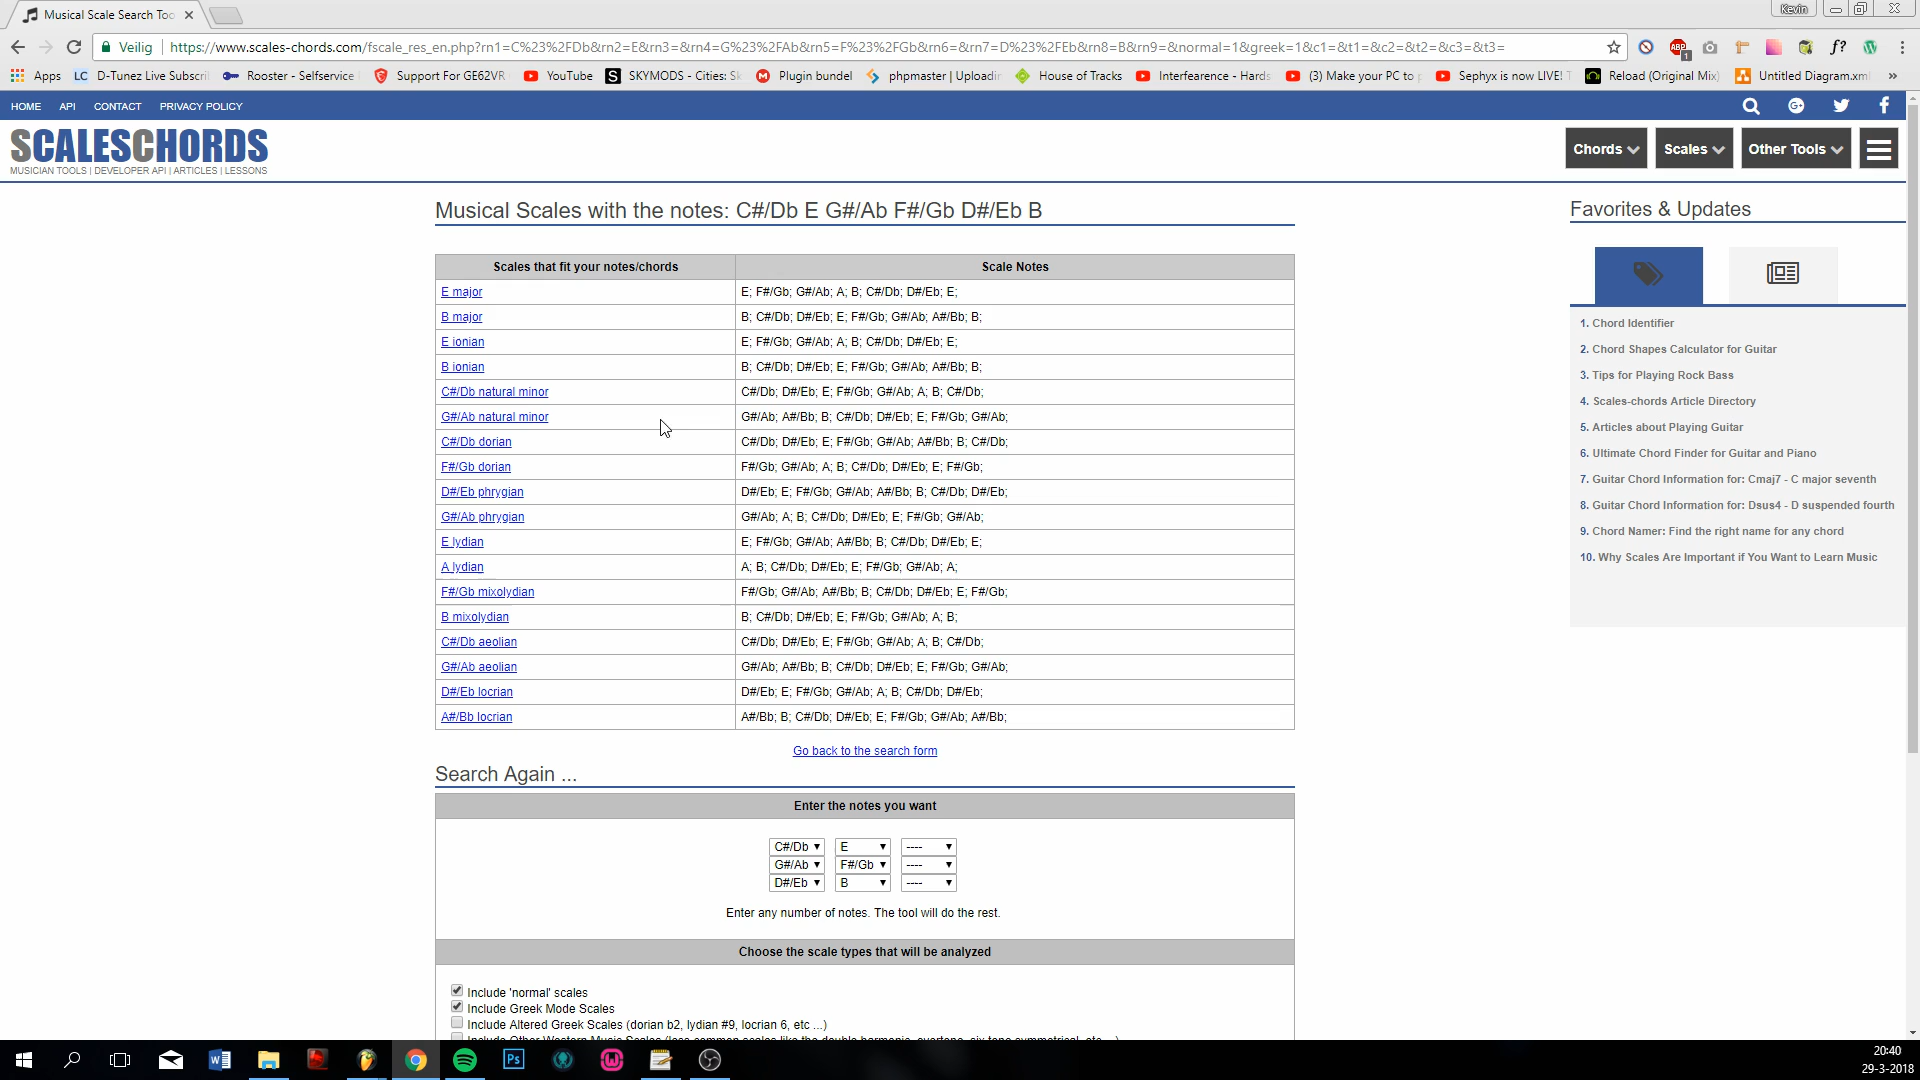 Musical Scale Search Too
Kevin
Veilig
https://www.scales-chords.com/fscale_res_en.php?rn1=C%23%2FDb&rn2=E&rn3=&rn4=G%23%2FAb&rn5=F%23%2FGb&rn6=&rn7=D%23%2FEb&rn8=B&rn9=&normal=1&greek=1&c1=&t1=&c2=&t2=&c3=&t3=
ABP
1
f?
Apps
LC D-Tunez Live Subscri
Rooster - Selfservice
Support For GE62VR
YouTube
SKYMODS - Cities: Sk
Plugin bundel
phpmaster | Uploadin
House of Tracks
Interfearence - Hards
(3) Make your PC to
Sephyx is now LIVE!
Reload (Original Mix)
Untitled Diagram.xml
»
HOME API CONTACT PRIVACY POLICY
SCALESCHORDS
MUSICIAN TOOLS | DEVELOPER API | ARTICLES | LESSONS
Chords Scales Other Tools
Musical Scales with the notes: C#/Db E G#/Ab F#/Gb D#/Eb B
Scales that fit your notes/chords Scale Notes
E major E; F#/Gb; G#/Ab; A; B; C#/Db; D#/Eb; E;
B major B; C#/Db; D#/Eb; E; F#/Gb; G#/Ab; A#/Bb; B;
E ionian E; F#/Gb; G#/Ab; A; B; C#/Db; D#/Eb; E;
B ionian B; C#/Db; D#/Eb; E; F#/Gb; G#/Ab; A#/Bb; B;
C#/Db natural minor C#/Db; D#/Eb; E; F#/Gb; G#/Ab; A; B; C#/Db;
G#/Ab natural minor G#/Ab; A#/Bb; B; C#/Db; D#/Eb; E; F#/Gb; G#/Ab;
C#/Db dorian C#/Db; D#/Eb; E; F#/Gb; G#/Ab; A#/Bb; B; C#/Db;
F#/Gb dorian F#/Gb; G#/Ab; A; B; C#/Db; D#/Eb; E; F#/Gb;
D#/Eb phrygian D#/Eb; E; F#/Gb; G#/Ab; A#/Bb; B; C#/Db; D#/Eb;
G#/Ab phrygian G#/Ab; A; B; C#/Db; D#/Eb; E; F#/Gb; G#/Ab;
E lydian E; F#/Gb; G#/Ab; A#/Bb; B; C#/Db; D#/Eb; E;
A lydian A; B; C#/Db; D#/Eb; E; F#/Gb; G#/Ab; A;
F#/Gb mixolydian F#/Gb; G#/Ab; A#/Bb; B; C#/Db; D#/Eb; E; F#/Gb;
B mixolydian B; C#/Db; D#/Eb; E; F#/Gb; G#/Ab; A; B;
C#/Db aeolian C#/Db; D#/Eb; E; F#/Gb; G#/Ab; A; B; C#/Db;
G#/Ab aeolian G#/Ab; A#/Bb; B; C#/Db; D#/Eb; E; F#/Gb; G#/Ab;
D#/Eb locrian D#/Eb; E; F#/Gb; G#/Ab; A; B; C#/Db; D#/Eb;
A#/Bb locrian A#/Bb; B; C#/Db; D#/Eb; E; F#/Gb; G#/Ab; A#/Bb;
Go back to the search form
Search Again ...
Enter the notes you want
C#/Db E ----
G#/Ab F#/Gb ----
D#/Eb B ----
Enter any number of notes. The tool will do the rest.
Choose the scale types that will be analyzed
Include 'normal' scales
Include Greek Mode Scales
Include Altered Greek Scales (dorian b2, lydian #9, locrian 6, etc ...)
Favorites & Updates
1. Chord Identifier
2. Chord Shapes Calculator for Guitar
3. Tips for Playing Rock Bass
4. Scales-chords Article Directory
5. Articles about Playing Guitar
6. Ultimate Chord Finder for Guitar and Piano
7. Guitar Chord Information for: Cmaj7 - C major seventh
8. Guitar Chord Information for: Dsus4 - D suspended fourth
9. Chord Namer: Find the right name for any chord
10. Why Scales Are Important if You Want to Learn Music
20:40
29-3-2018